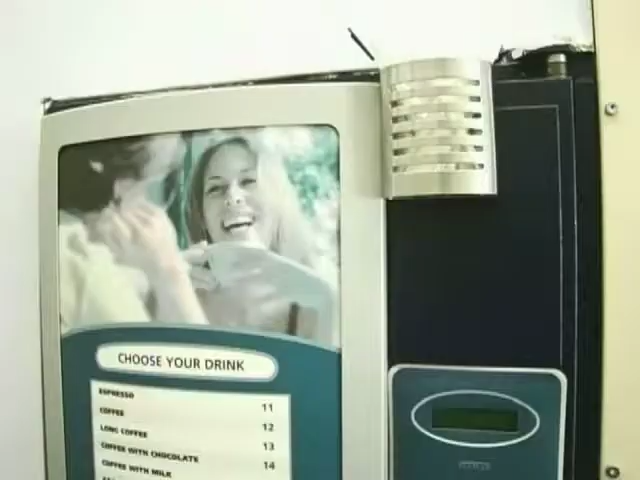 CHOOSE YOUR DRINK
ESPRESSO 11
COFFEE 12
LONG COFFEE 13
COFFEE WITH CHOCOLATE 14
COFFEE WITH MILK